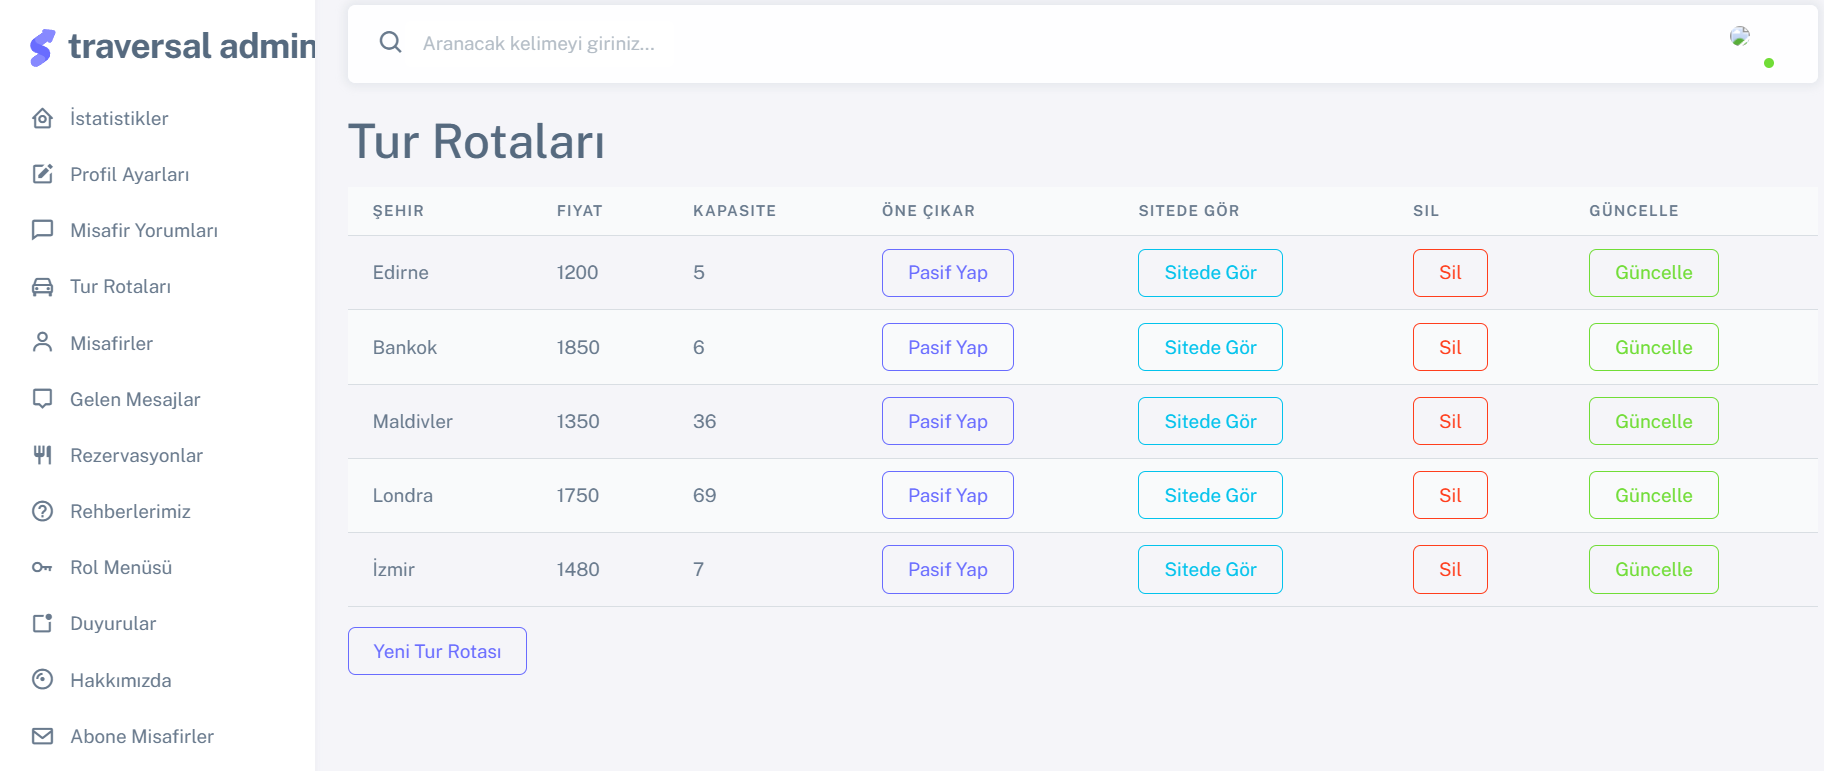 traversal admin
İstatistikler
Profil Ayarları
Misafir Yorumları
Tur Rotaları
Misafirler
Gelen Mesajlar
Rezervasyonlar
Rehberlerimiz
Rol Menüsü
Duyurular
Hakkımızda
Abone Misafirler
Aranacak kelimeyi giriniz...
Tur Rotaları
ŞEHIR FIYAT KAPASITE ÖNE ÇIKAR SITEDE GÖR SIL GÜNCELLE
Edirne 1200 5 Pasif Yap Sitede Gör Sil Güncelle
Bankok 1850 6 Pasif Yap Sitede Gör Sil Güncelle
Maldivler 1350 36 Pasif Yap Sitede Gör Sil Güncelle
Londra 1750 69 Pasif Yap Sitede Gör Sil Güncelle
İzmir 1480 7 Pasif Yap Sitede Gör Sil Güncelle
Yeni Tur Rotası